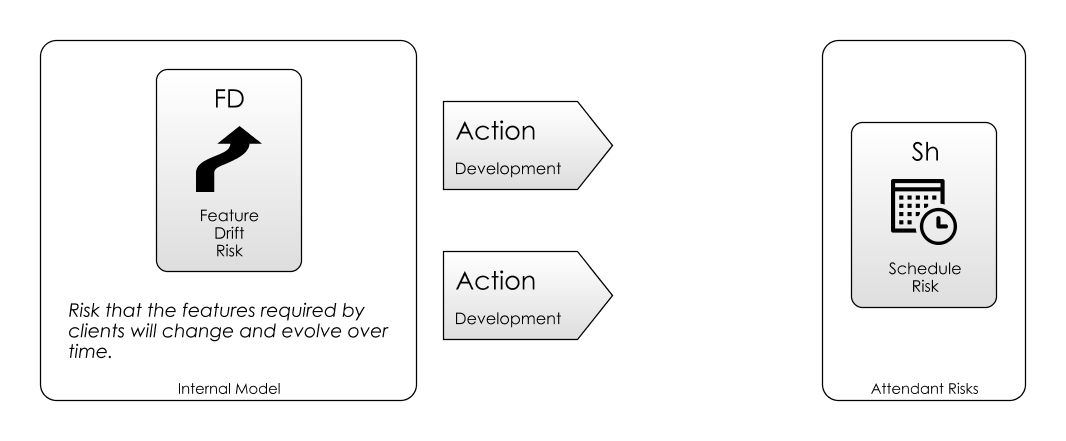 FD
Feature
Drift
Risk
Risk that the features required by
clients will change and evolve over
time.
Internal Model
Action
Development
Action
Development
Sh
Schedule
Risk
Attendant Risks